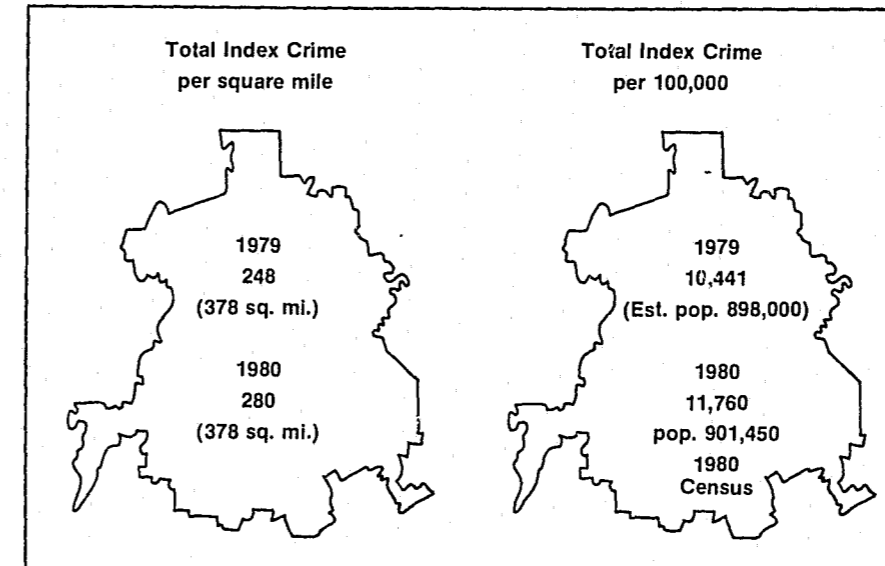 Total Index Crime
per square mile
1979
248
(378 sq. mi.)
1980
280
(378 sq. mi.)
Total Index Crime
per 100,000
1979
10,441
(Est. pop. 898,000)
1980
11,760
pop. 901,450
1980
Census